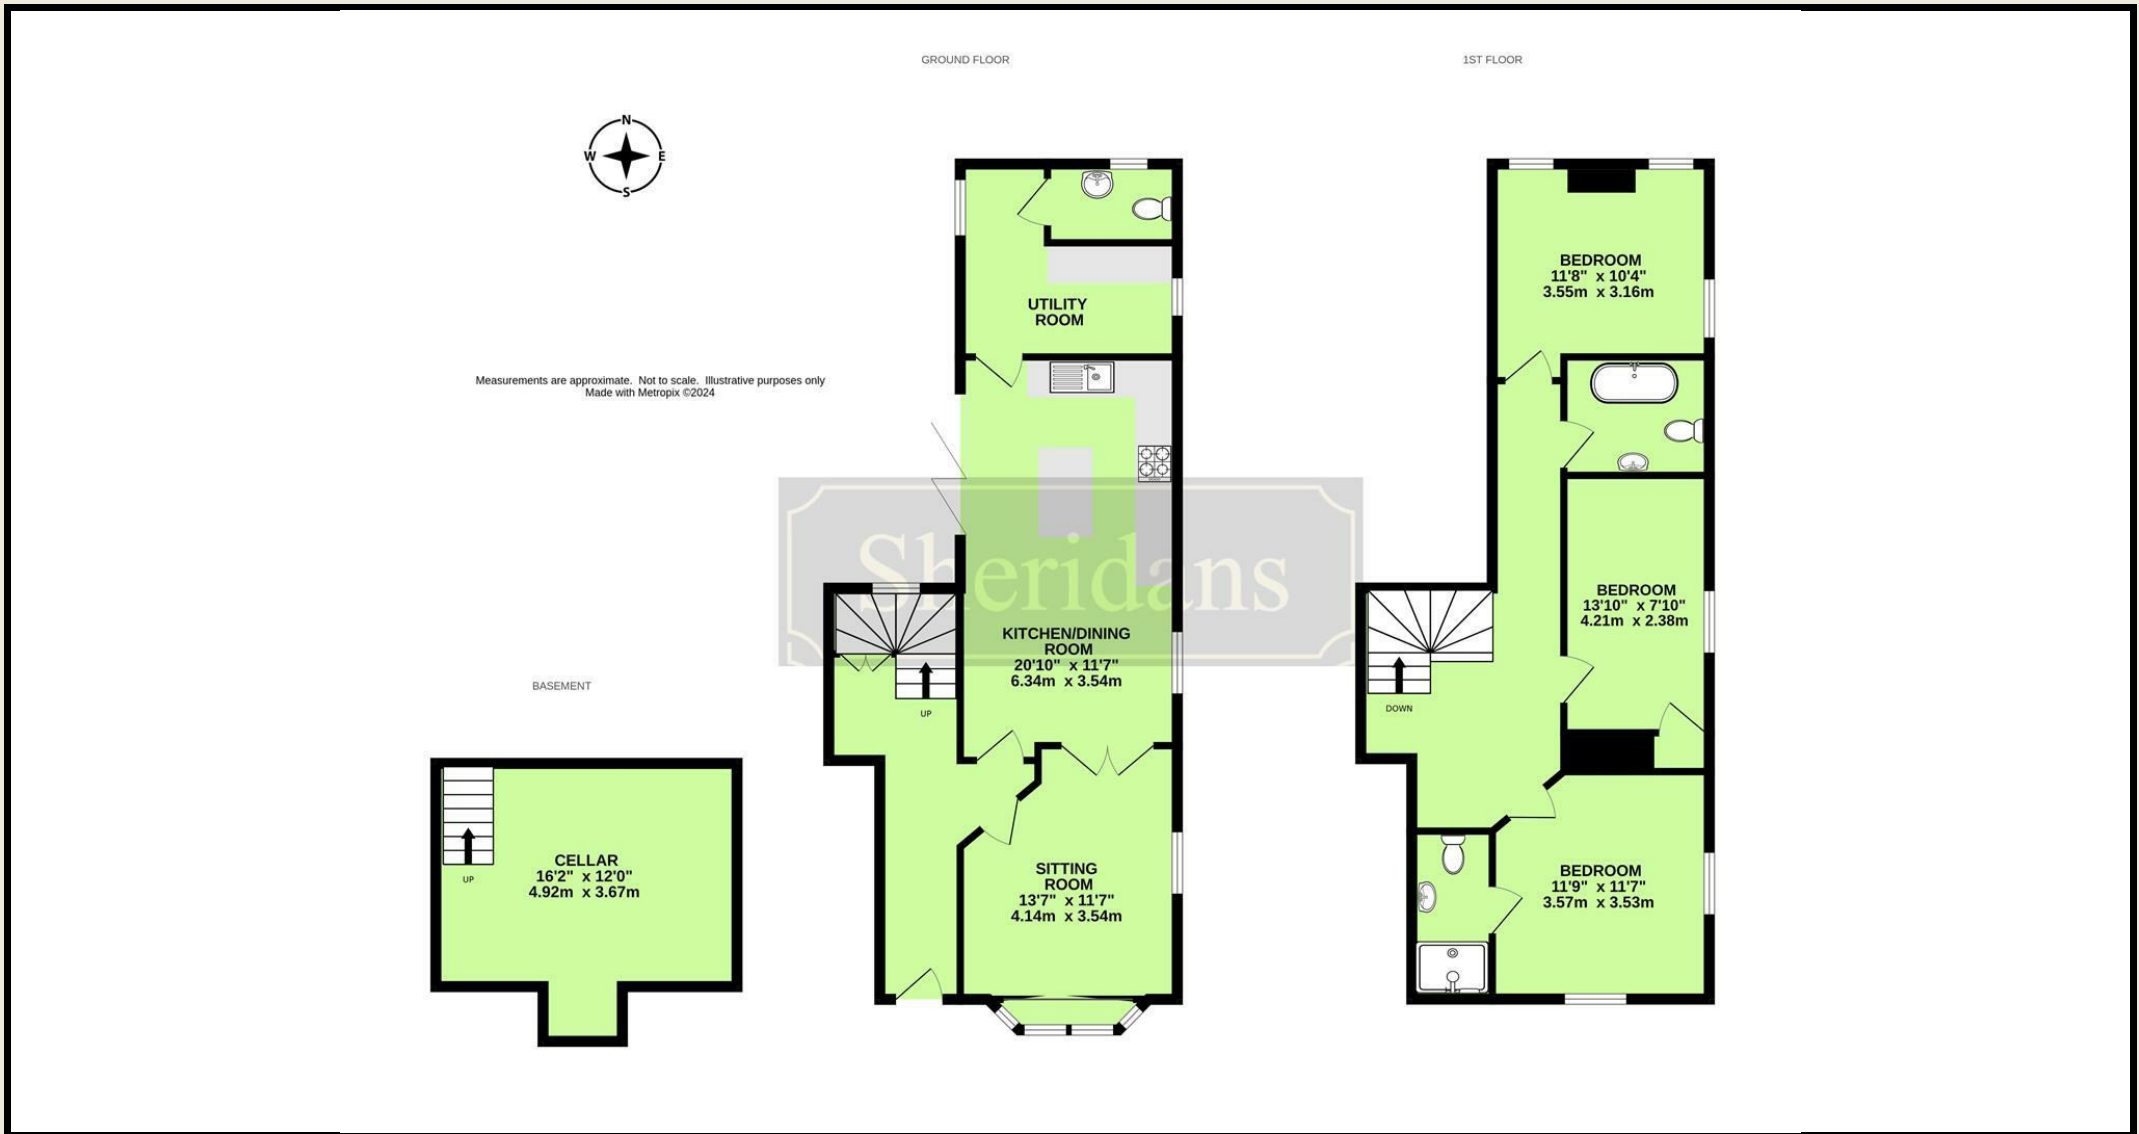 GROUND FLOOR
1ST FLOOR
N
W E
S
UTILITY
ROOM
BEDROOM
11'8" x 10'4"
3.55m x 3.16m
Measurements are approximate. Not to scale. Illustrative purposes only
Made with Metropix ©2024
Sheridans
KITCHEN/DINING
ROOM
20'10" x 11'7"
6.34m x 3.54m
UP
BEDROOM
13'10" x 7'10"
4.21m x 2.38m
DOWN
BASEMENT
CELLAR
16'2" x 12'0"
4.92m x 3.67m
UP
SITTING
ROOM
13'7" x 11'7"
4.14m x 3.54m
BEDROOM
11'9" x 11'7"
3.57m x 3.53m